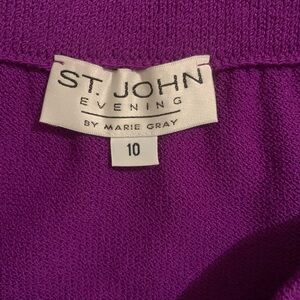 ST. JOHN
EVENING
BY MARIE GRAY
10